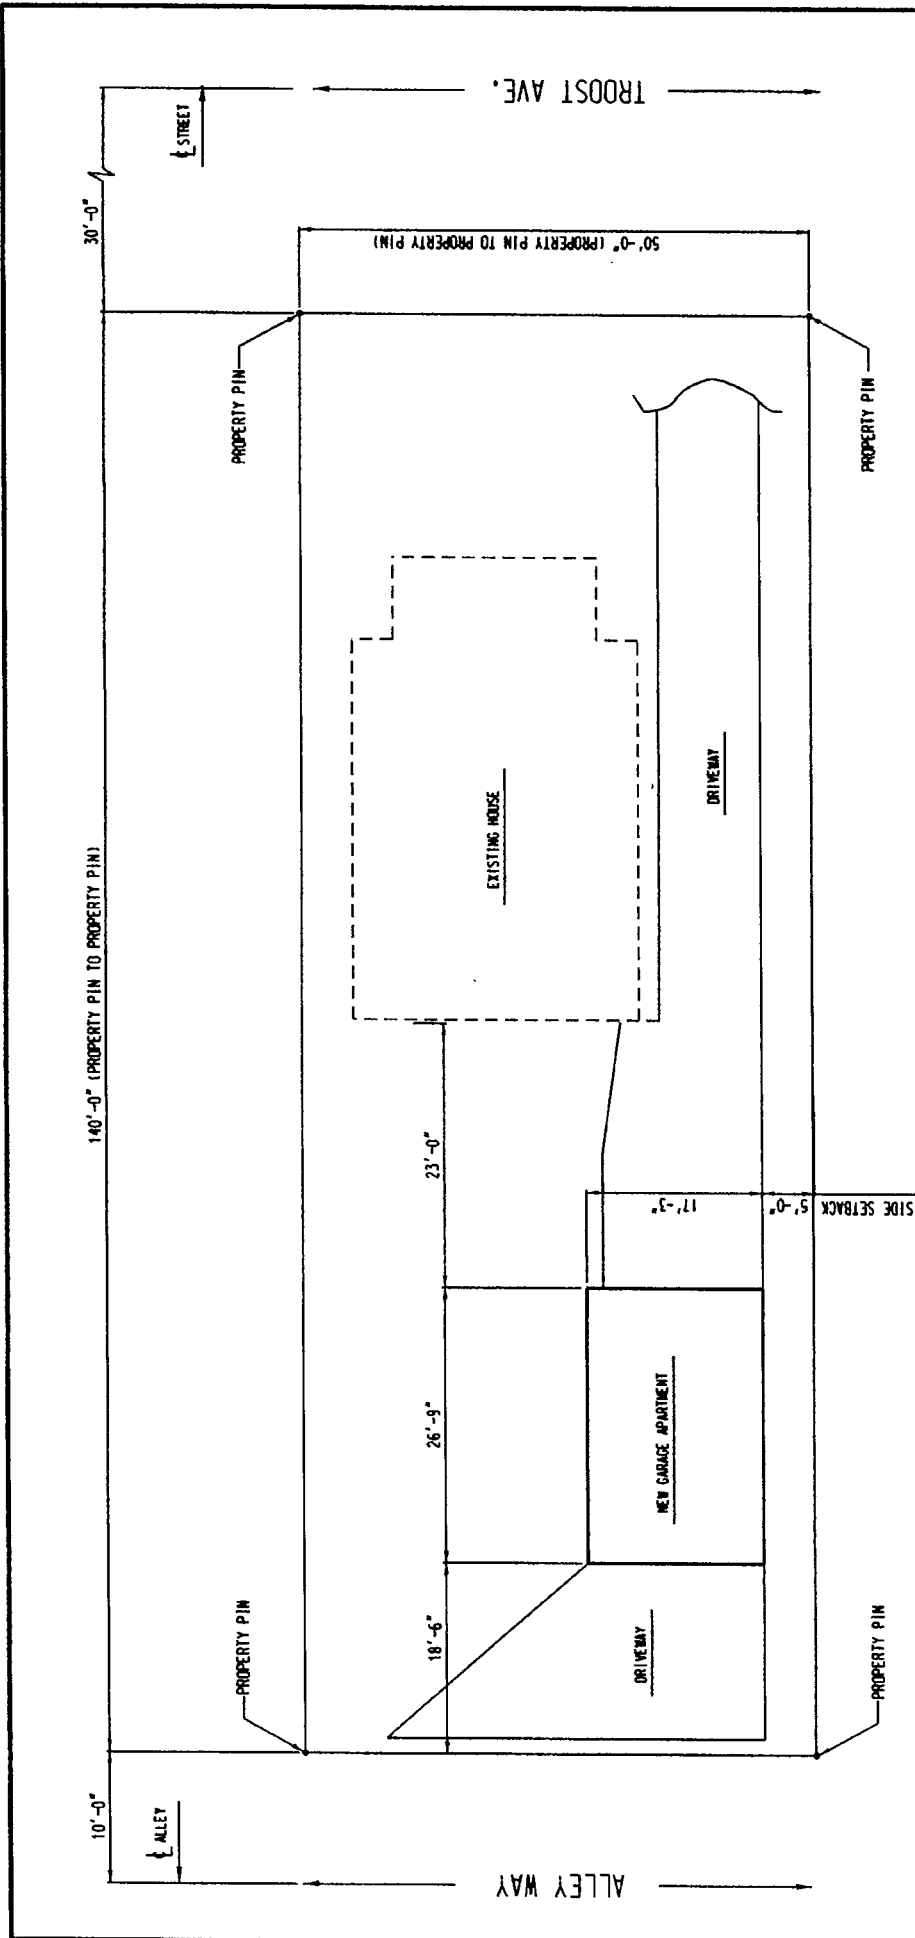 TROOST AVE.
℄ STREET
30'-0"
50'-0" (PROPERTY PIN TO PROPERTY PIN)
PROPERTY PIN
PROPERTY PIN
140'-0" (PROPERTY PIN TO PROPERTY PIN)
EXISTING HOUSE
DRIVEWAY
23'-0"
17'-3"
5'-0"
SIDE SETBACK
26'-9"
NEW GARAGE APARTMENT
18'-6"
DRIVEWAY
PROPERTY PIN
PROPERTY PIN
10'-0"
℄ ALLEY
ALLEY WAY